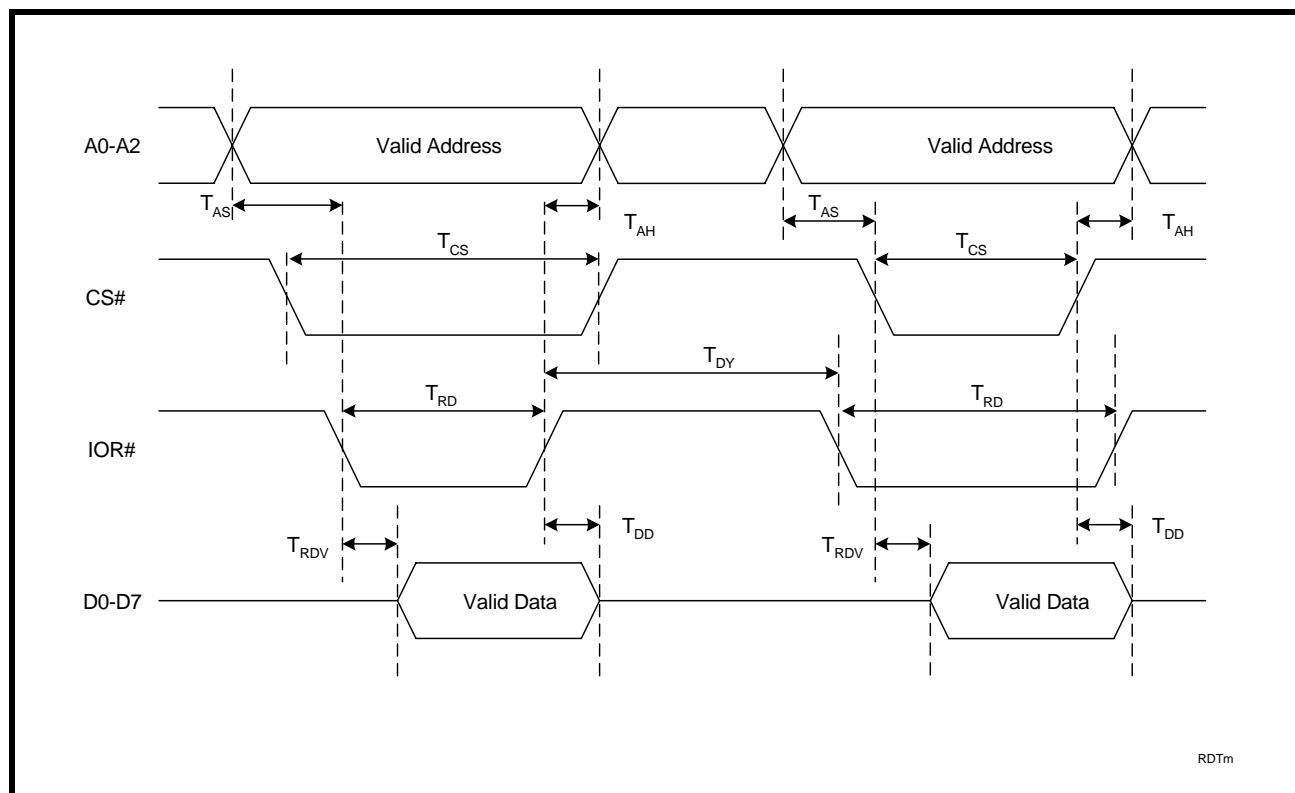 A0-A2
Valid Address
Valid Address
TAS
TAH
TAS
TAH
TCS
TCS
CS#
TDY
TRD
TRD
IOR#
TRDV
TDD
TRDV
TDD
D0-D7
Valid Data
Valid Data
RDTm